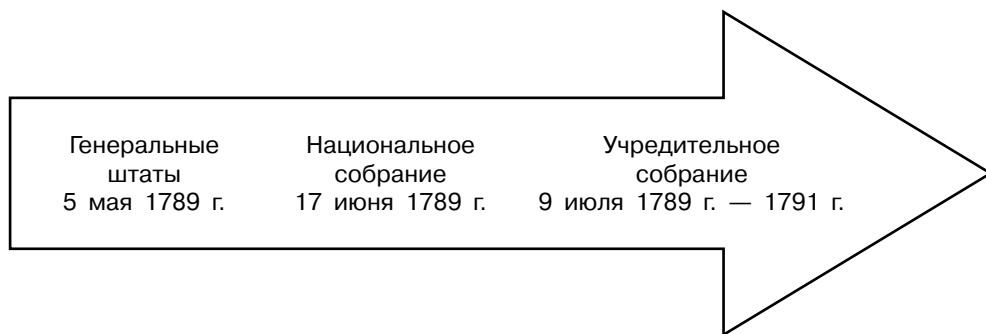 Генеральные
штаты
5 мая 1789 г.
Национальное
собрание
17 июня 1789 г.
Учредительное
собрание
9 июля 1789 г. — 1791 г.